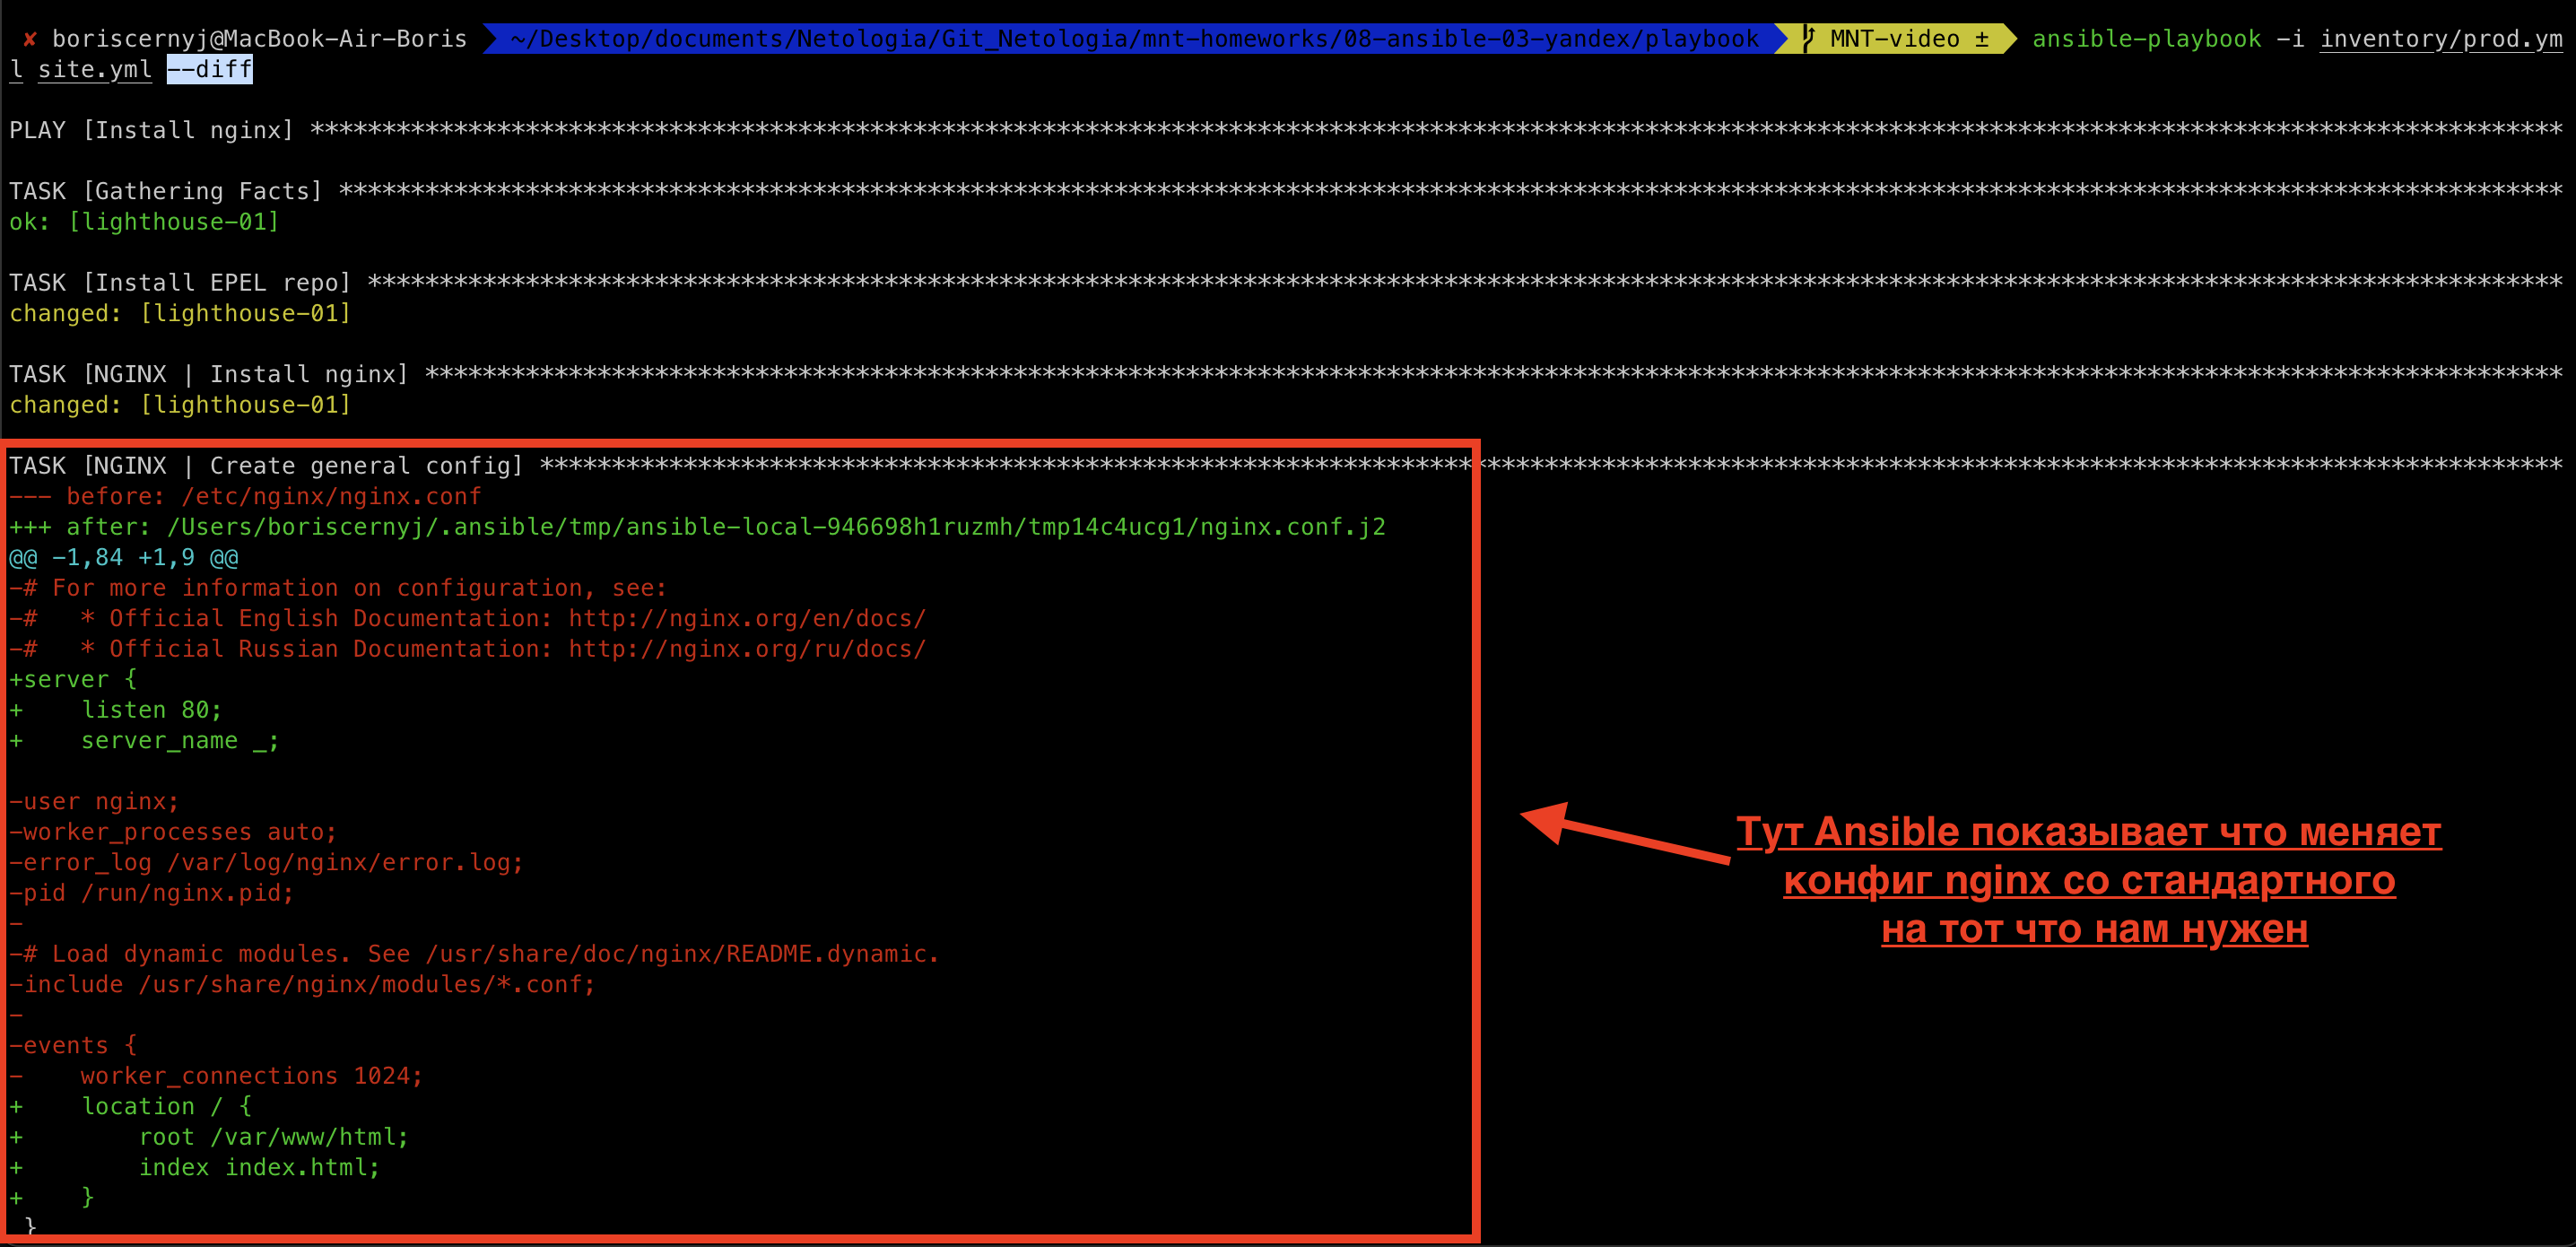 ✘ boriscernyj@MacBook-Air-Boris ~/Desktop/documents/Netologia/Git_Netologia/mnt-homeworks/08-ansible-03-yandex/playbook MNT-video ± ansible-playbook -i inventory/prod.ym
l site.yml --diff
PLAY [Install nginx] *************************************************************************************************************************************************************
TASK [Gathering Facts] ***********************************************************************************************************************************************************
ok: [lighthouse-01]
TASK [Install EPEL repo] *********************************************************************************************************************************************************
changed: [lighthouse-01]
TASK [NGINX | Install nginx] *****************************************************************************************************************************************************
changed: [lighthouse-01]
TASK [NGINX | Create general config] *********************************************************************************************************************************************
--- before: /etc/nginx/nginx.conf
+++ after: /Users/boriscernyj/.ansible/tmp/ansible-local-946698h1ruzmh/tmp14c4ucg1/nginx.conf.j2
@@ -1,84 +1,9 @@
-# For more information on configuration, see:
-#   * Official English Documentation: http://nginx.org/en/docs/
-#   * Official Russian Documentation: http://nginx.org/ru/docs/
+server {
+    listen 80;
+    server_name _;
-user nginx;
-worker_processes auto;
-error_log /var/log/nginx/error.log;
-pid /run/nginx.pid;
-
-# Load dynamic modules. See /usr/share/doc/nginx/README.dynamic.
-include /usr/share/nginx/modules/*.conf;
-
-events {
-    worker_connections 1024;
+    location / {
+        root /var/www/html;
+        index index.html;
+    }
 }
Тут Ansible показывает что меняет
конфиг nginx со стандартного
на тот что нам нужен